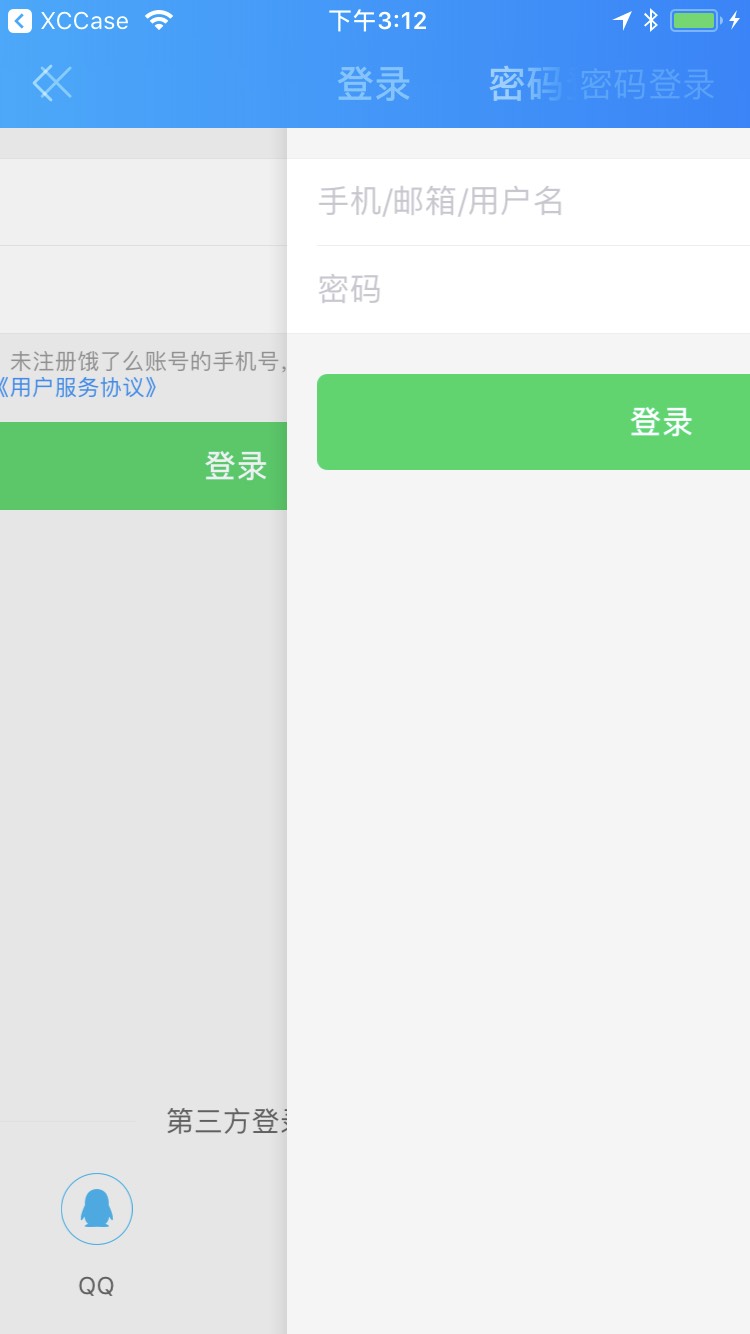 XCCase
下午3:12
登录
密码
密码登录
手机/邮箱/用户名
密码
未注册饿了么账号的手机号,
《用户服务协议》
登录
登录
第三方登
QQ